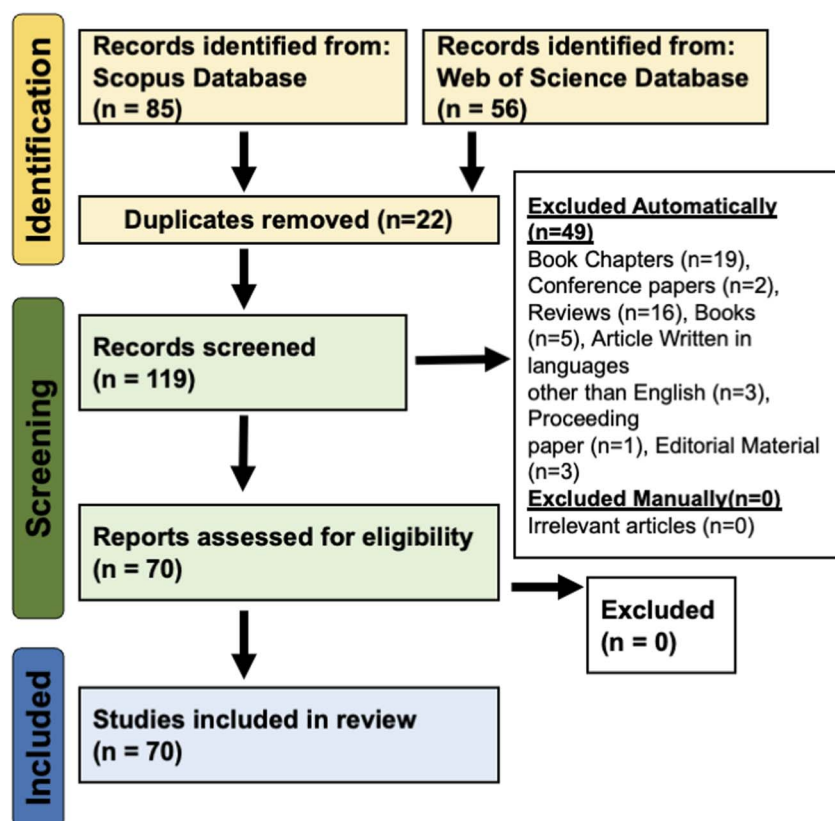 Identification
Records identified from:
Scopus Database
(n = 85)
Records identified from:
Web of Science Database
(n = 56)
Duplicates removed (n=22)
Screening
Records screened
(n = 119)
Excluded Automatically
(n=49)
Book Chapters (n=19),
Conference papers (n=2),
Reviews (n=16), Books
(n=5), Article Written in
languages
other than English (n=3),
Proceeding
paper (n=1), Editorial Material
(n=3)
Excluded Manually(n=0)
Irrelevant articles (n=0)
Reports assessed for eligibility
(n = 70)
Excluded
(n = 0)
Included
Studies included in review
(n = 70)